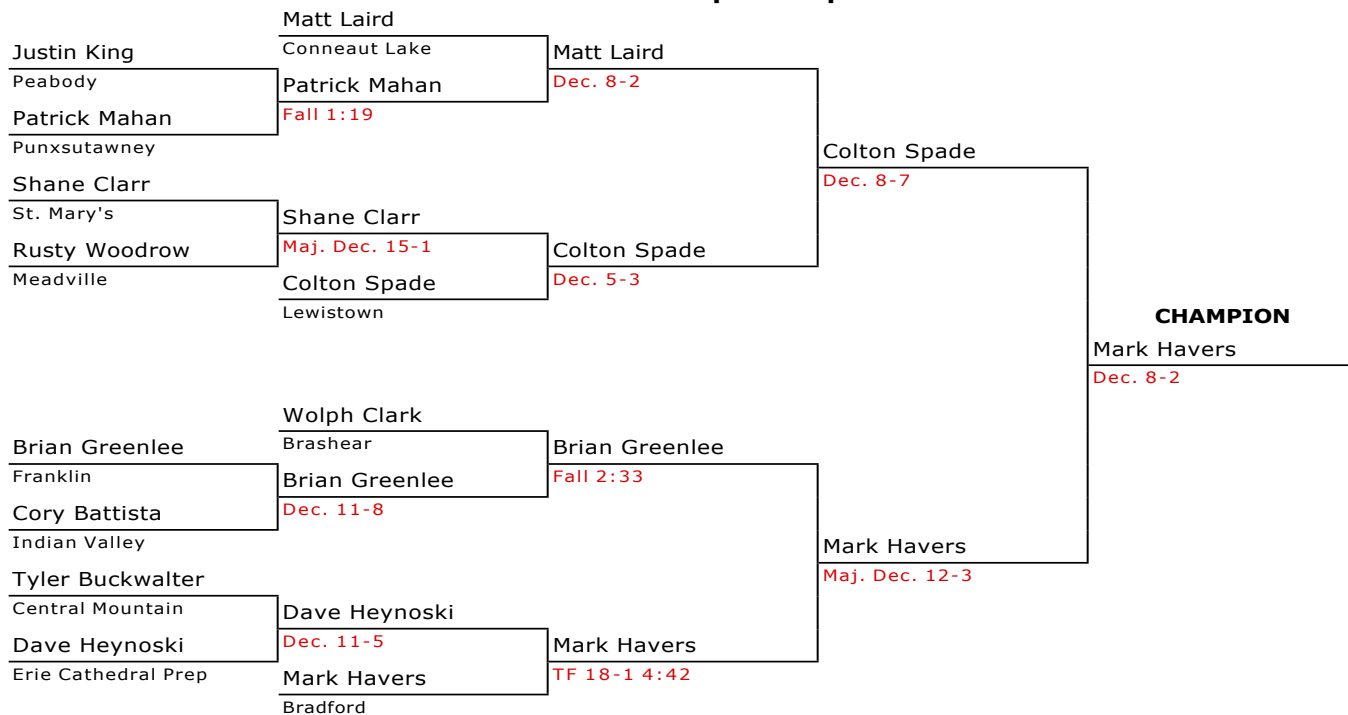 Matt Laird
Justin King
Conneaut Lake
Matt Laird
Peabody
Patrick Mahan
Dec. 8-2
Patrick Mahan
Fall 1:19
Punxsutawney
Colton Spade
Shane Clarr
Dec. 8-7
St. Mary's
Shane Clarr
Rusty Woodrow
Maj. Dec. 15-1
Colton Spade
Meadville
Colton Spade
Dec. 5-3
Lewistown
CHAMPION
Mark Havers
Dec. 8-2
Wolph Clark
Brian Greenlee
Brashear
Brian Greenlee
Franklin
Brian Greenlee
Fall 2:33
Cory Battista
Dec. 11-8
Indian Valley
Mark Havers
Tyler Buckwalter
Maj. Dec. 12-3
Central Mountain
Dave Heynoski
Dave Heynoski
Dec. 11-5
Mark Havers
Erie Cathedral Prep
Mark Havers
TF 18-1 4:42
Bradford